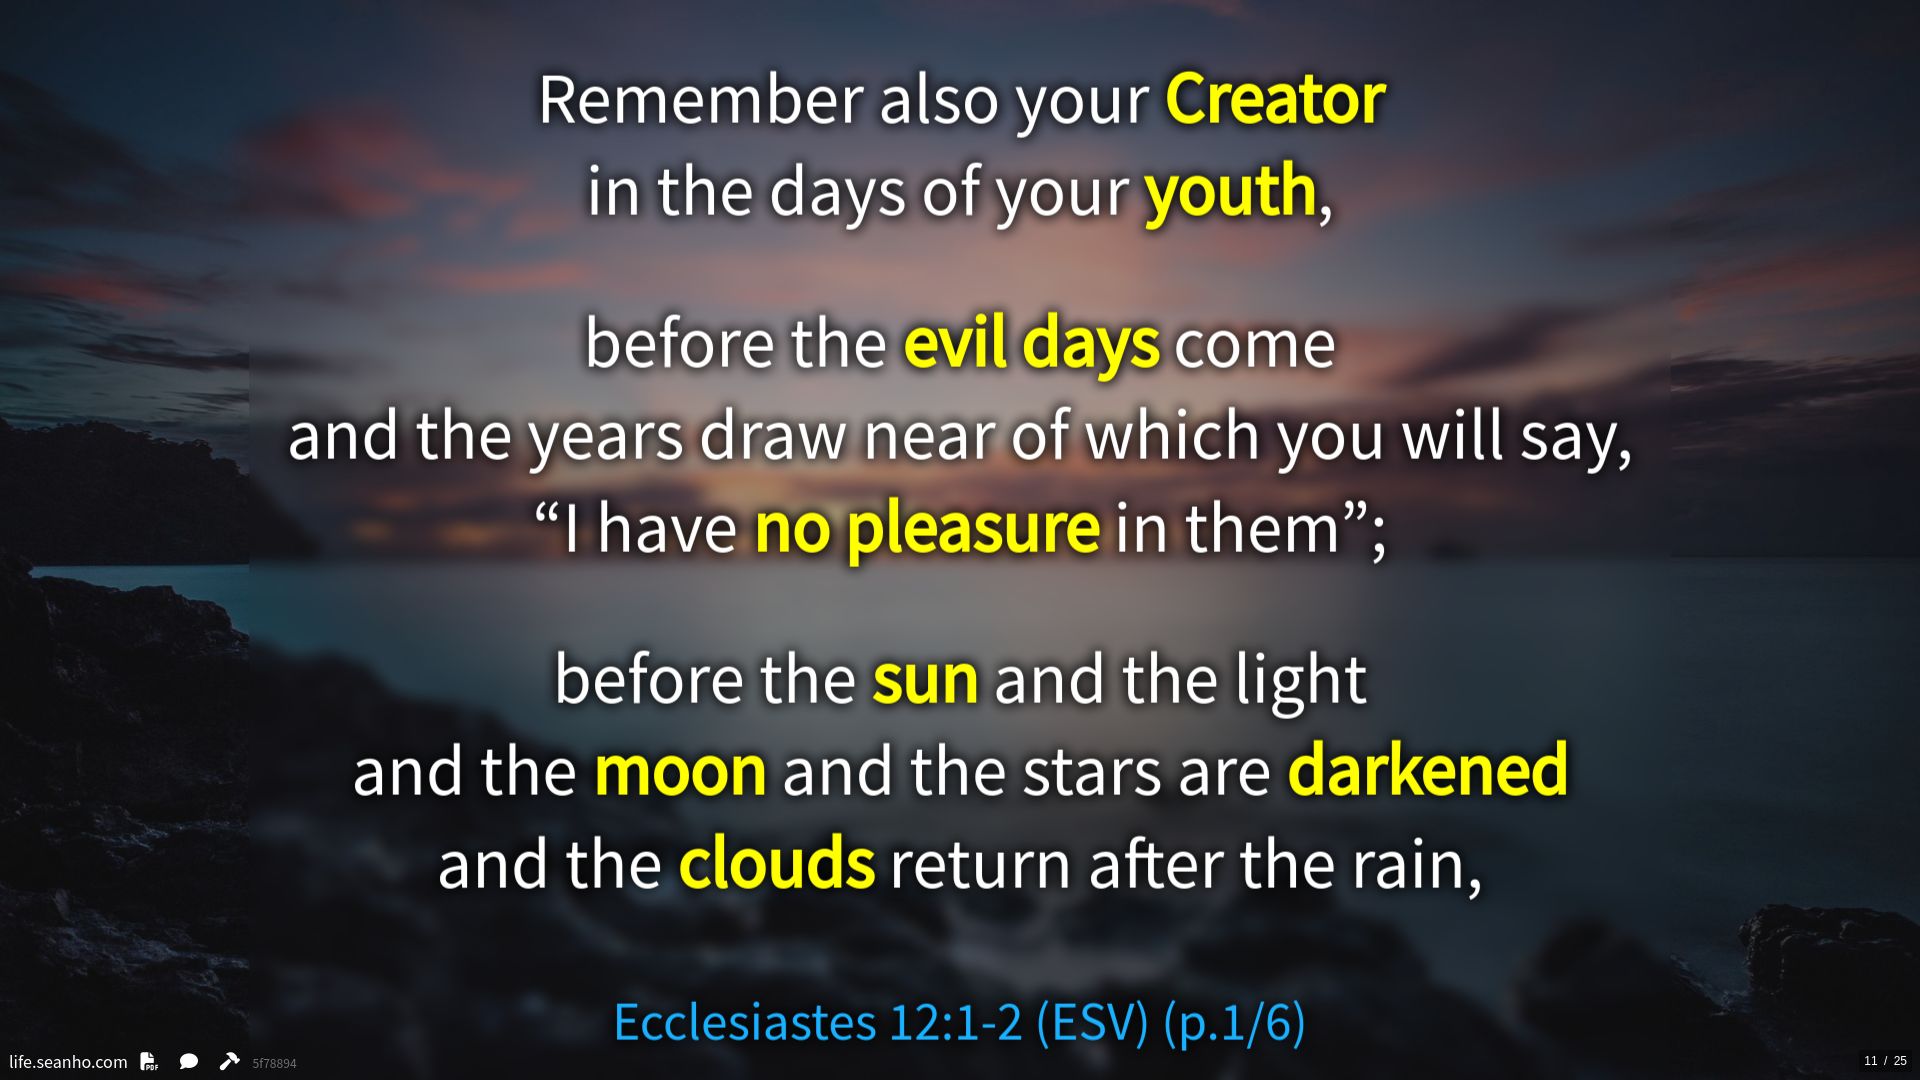 Remember also your Creator
in the days of your youth,
before the evil days come
and the years draw near of which you will say,
“I have no pleasure in them”;
before the sun and the light
and the moon and the stars are darkened
and the clouds return after the rain,
Ecclesiastes 12:1-2 (ESV) (p.1/6)
life.seanho.com PDF 5f78894
11 / 25